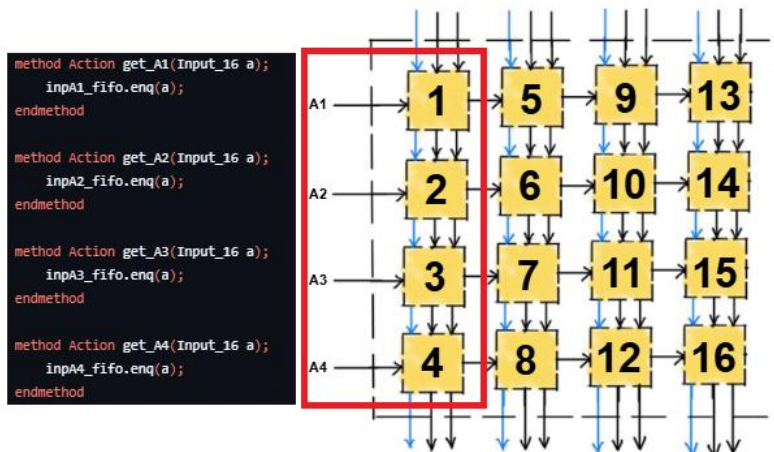 method Action get_A1(Input_16 a);
inpA1_fifo.enq(a);
endmethod
method Action get_A2(Input_16 a);
inpA2_fifo.enq(a);
endmethod
method Action get_A3(Input_16 a);
inpA3_fifo.enq(a);
endmethod
method Action get_A4(Input_16 a);
inpA4_fifo.enq(a);
endmethod
A1 1 5 9 13
A2 2 6 10 14
A3 3 7 11 15
A4 4 8 12 16